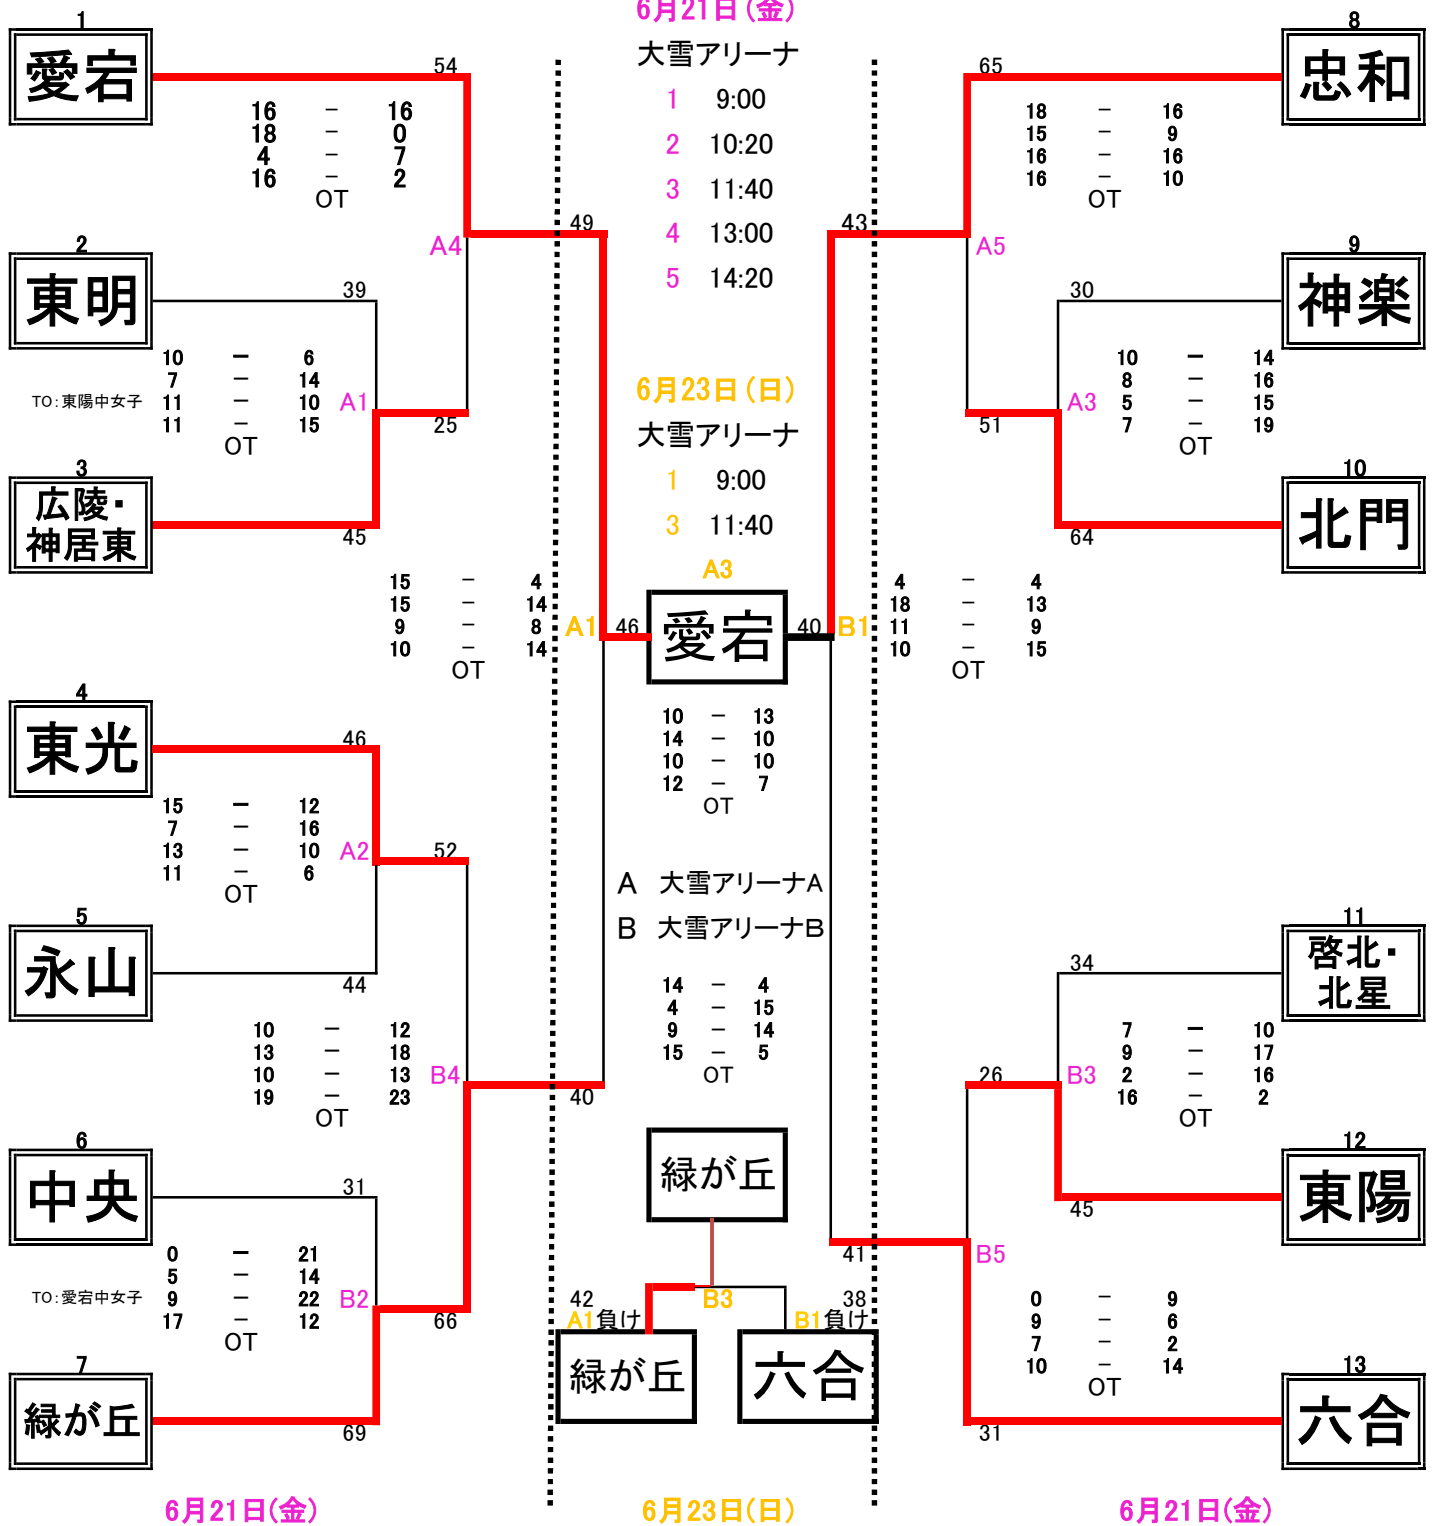 6月21日(金)
大雪アリーナ
1 9:00
2 10:20
3 11:40
4 13:00
5 14:20
6月23日(日)
大雪アリーナ
1 9:00
3 11:40
A3
46 愛宕 40
10 － 13
14 － 10
10 － 10
12 － 7
OT
A 大雪アリーナA
B 大雪アリーナB
14 － 4
4 － 15
9 － 14
15 － 5
OT
緑が丘
B3
42
A1負け
緑が丘
38
B1負け
六合
6月23日(日)
1
愛宕
54
16 － 16
18 － 0
4 － 7
16 － 2
OT
A4
49
2
東明
39
10 － 6
7 － 14
11 － 10
11 － 15
OT
TO:東陽中女子
A1
25
3
広陵・
神居東
45
15 － 4
15 － 14
9 － 8
10 － 14
OT
A1
4
東光
46
15 － 12
7 － 16
13 － 10
11 － 6
OT
A2
52
5
永山
44
10 － 12
13 － 18
10 － 13
19 － 23
OT
B4
40
6
中央
31
0 － 21
5 － 14
9 － 22
17 － 12
OT
TO:愛宕中女子
B2
66
7
緑が丘
69
6月21日(金)
8
忠和
65
18 － 16
15 － 9
16 － 16
16 － 10
OT
A5
43
9
神楽
30
10 － 14
8 － 16
5 － 15
7 － 19
OT
A3
51
10
北門
64
4 － 4
18 － 13
11 － 9
10 － 15
OT
B1
11
啓北・
北星
34
7 － 10
9 － 17
2 － 16
16 － 2
OT
B3
26
12
東陽
45
B5
41
0 － 9
9 － 6
7 － 2
10 － 14
OT
13
六合
31
6月21日(金)